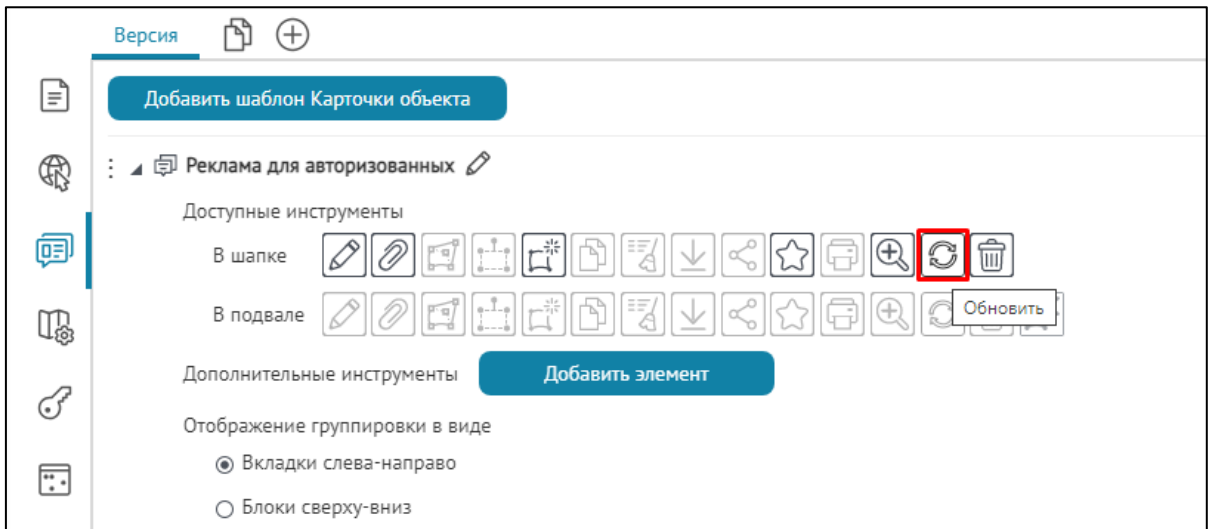 Версия
Добавить шаблон Карточки объекта
Реклама для авторизованных
Доступные инструменты
В шапке
Обновить
В подвале
Дополнительные инструменты Добавить элемент
Отображение группировки в виде
Вкладки слева-направо
Блоки сверху-вниз